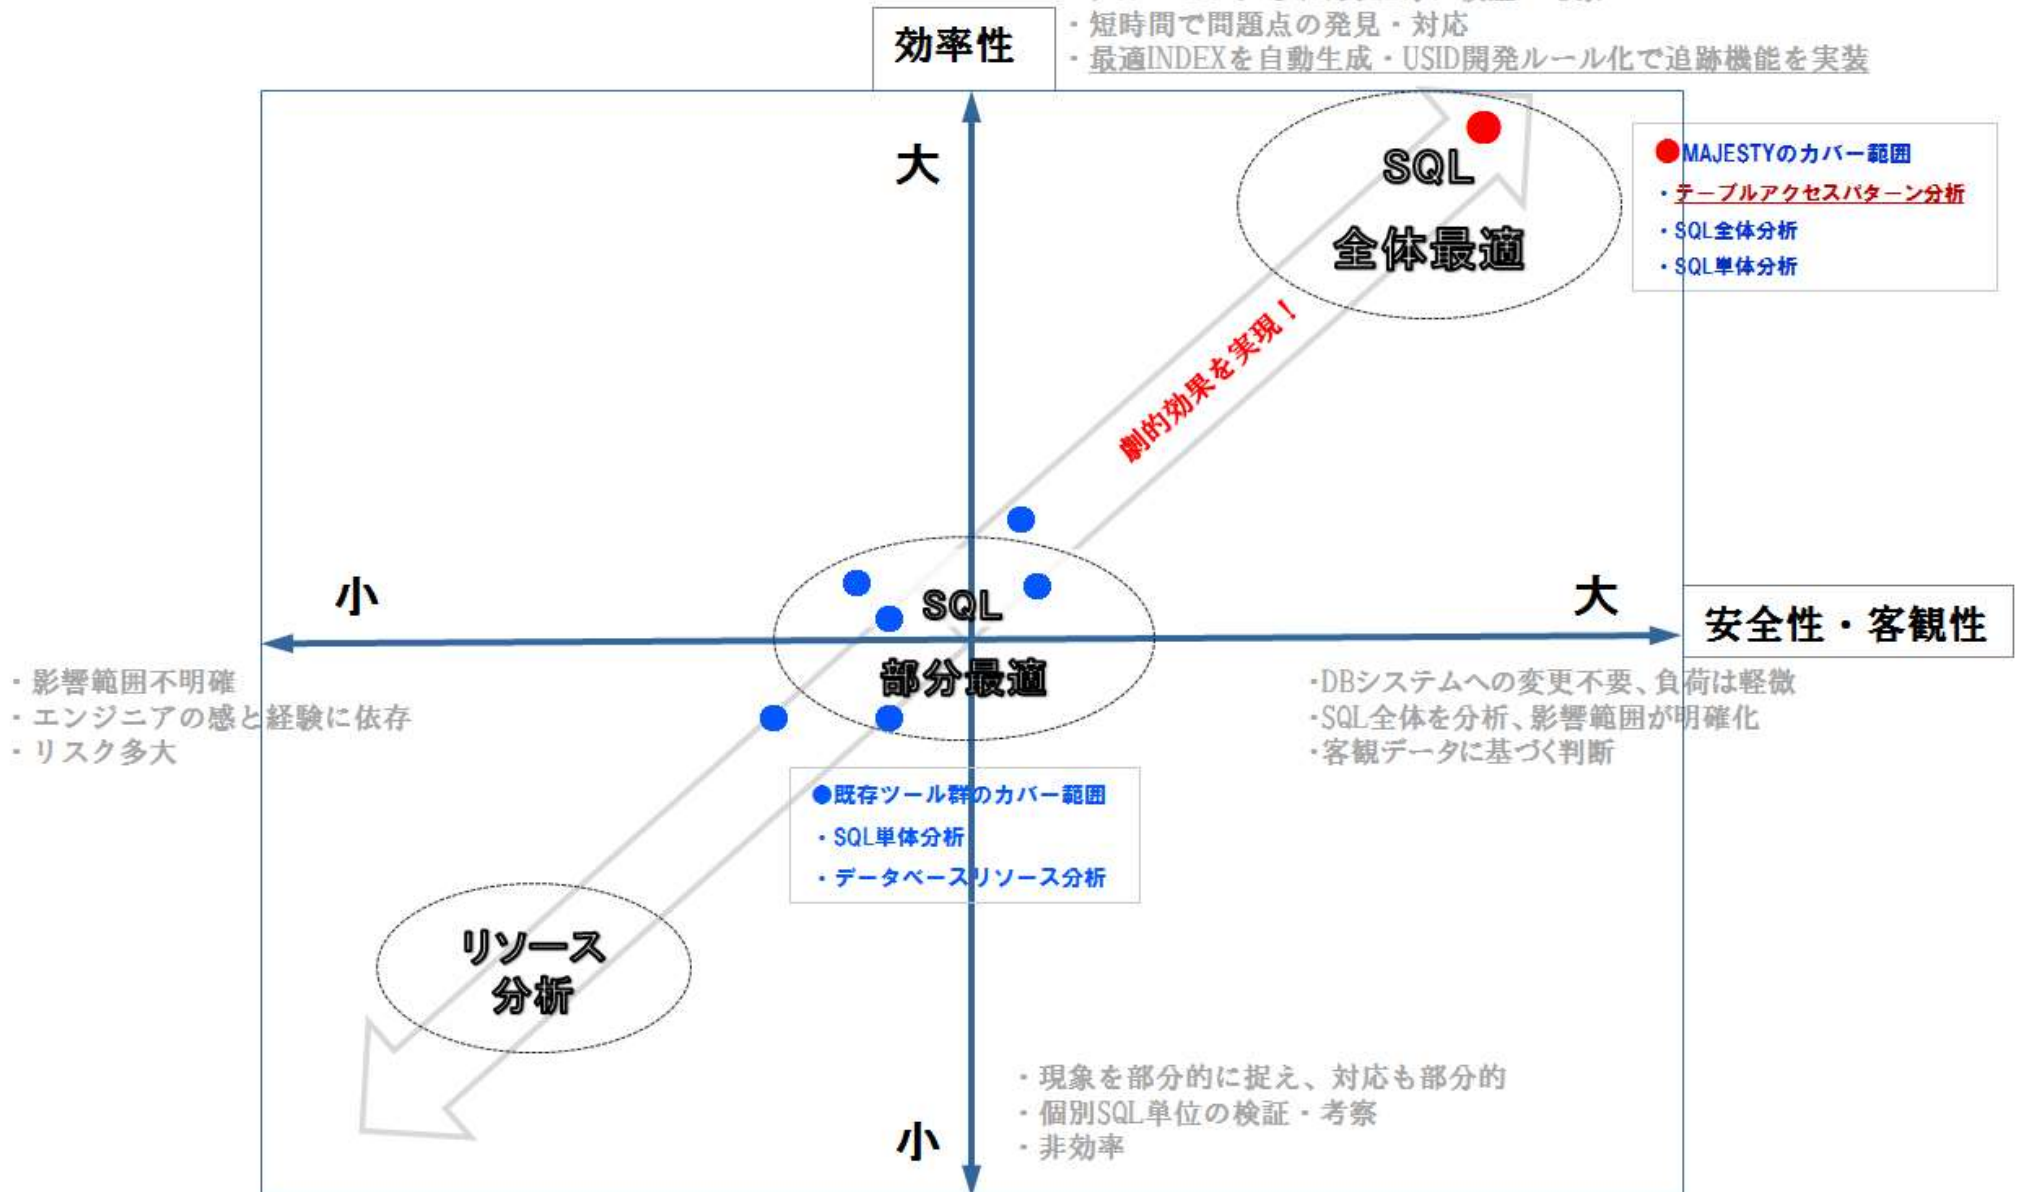 効率性
・短時間で問題点の発見・対応
・最適INDEXを自動生成・USID開発ルール化で追跡機能を実装
大
SQL
全体最適
●MAJESTYのカバー範囲
・テーブルアクセスパターン分析
・SQL全体分析
・SQL単体分析
劇的効果を実現！
小
大
安全性・客観性
SQL
部分最適
・影響範囲不明確
・エンジニアの感と経験に依存
・リスク多大
・DBシステムへの変更不要、負荷は軽微
・SQL全体を分析、影響範囲が明確化
・客観データに基づく判断
●既存ツール群のカバー範囲
・SQL単体分析
・データベースリソース分析
リソース
分析
・現象を部分的に捉え、対応も部分的
・個別SQL単位の検証・考察
・非効率
小